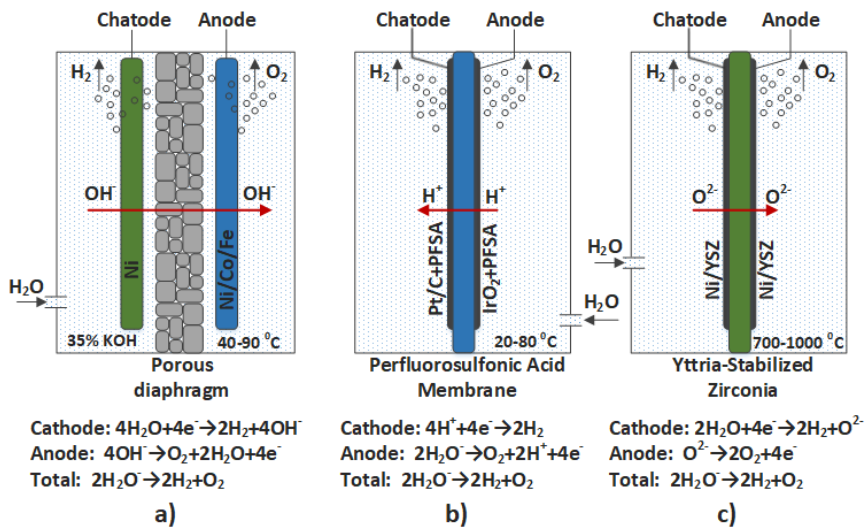 Chatode Anode
H₂ O₂
OH⁻ OH⁻
Ni
Ni/Co/Fe
H₂O
35% KOH 40-90 ⁰C
Porous
diaphragm
Cathode: 4H₂O+4e⁻→2H₂+4OH⁻
Anode: 4OH⁻→O₂+2H₂O+4e⁻
Total: 2H₂O⁻→2H₂+O₂
a)
Chatode Anode
H₂ O₂
H⁺ H⁺
Pt/C+PFSA
IrO₂+PFSA
H₂O
20-80 ⁰C
Perfluorosulfonic Acid
Membrane
Cathode: 4H⁺+4e⁻→2H₂
Anode: 2H₂O⁻→O₂+2H⁺+4e⁻
Total: 2H₂O⁻→2H₂+O₂
b)
Chatode Anode
H₂ O₂
O²⁻ O²⁻
H₂O
Ni/YSZ
Ni/YSZ
700-1000 ⁰C
Yttria-Stabilized
Zirconia
Cathode: 2H₂O+4e⁻→2H₂+O²⁻
Anode: O²⁻→2O₂+4e⁻
Total: 2H₂O⁻→2H₂+O₂
c)